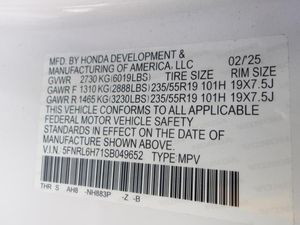 MFD. BY HONDA DEVELOPMENT & 02/25
MANUFACTURING OF AMERICA, LLC
GVWR 2730 KG (6019LBS) TIRE SIZE RIM SIZE
GAWR F 1310 KG (2888LBS) 235/55R19 101H 19X7.5J
GAWR R 1465 KG (3230LBS) 235/55R19 101H 19X7.5J
THIS VEHICLE CONFORMS TO ALL APPLICABLE
FEDERAL MOTOR VEHICLE SAFETY
STANDARDS IN EFFECT ON THE DATE OF
MANUFACTURE SHOWN ABOVE.
V.I.N. 5FNRL6H71SB049652 TYPE: MPV
THR S AH8 -NH883P -Z -B